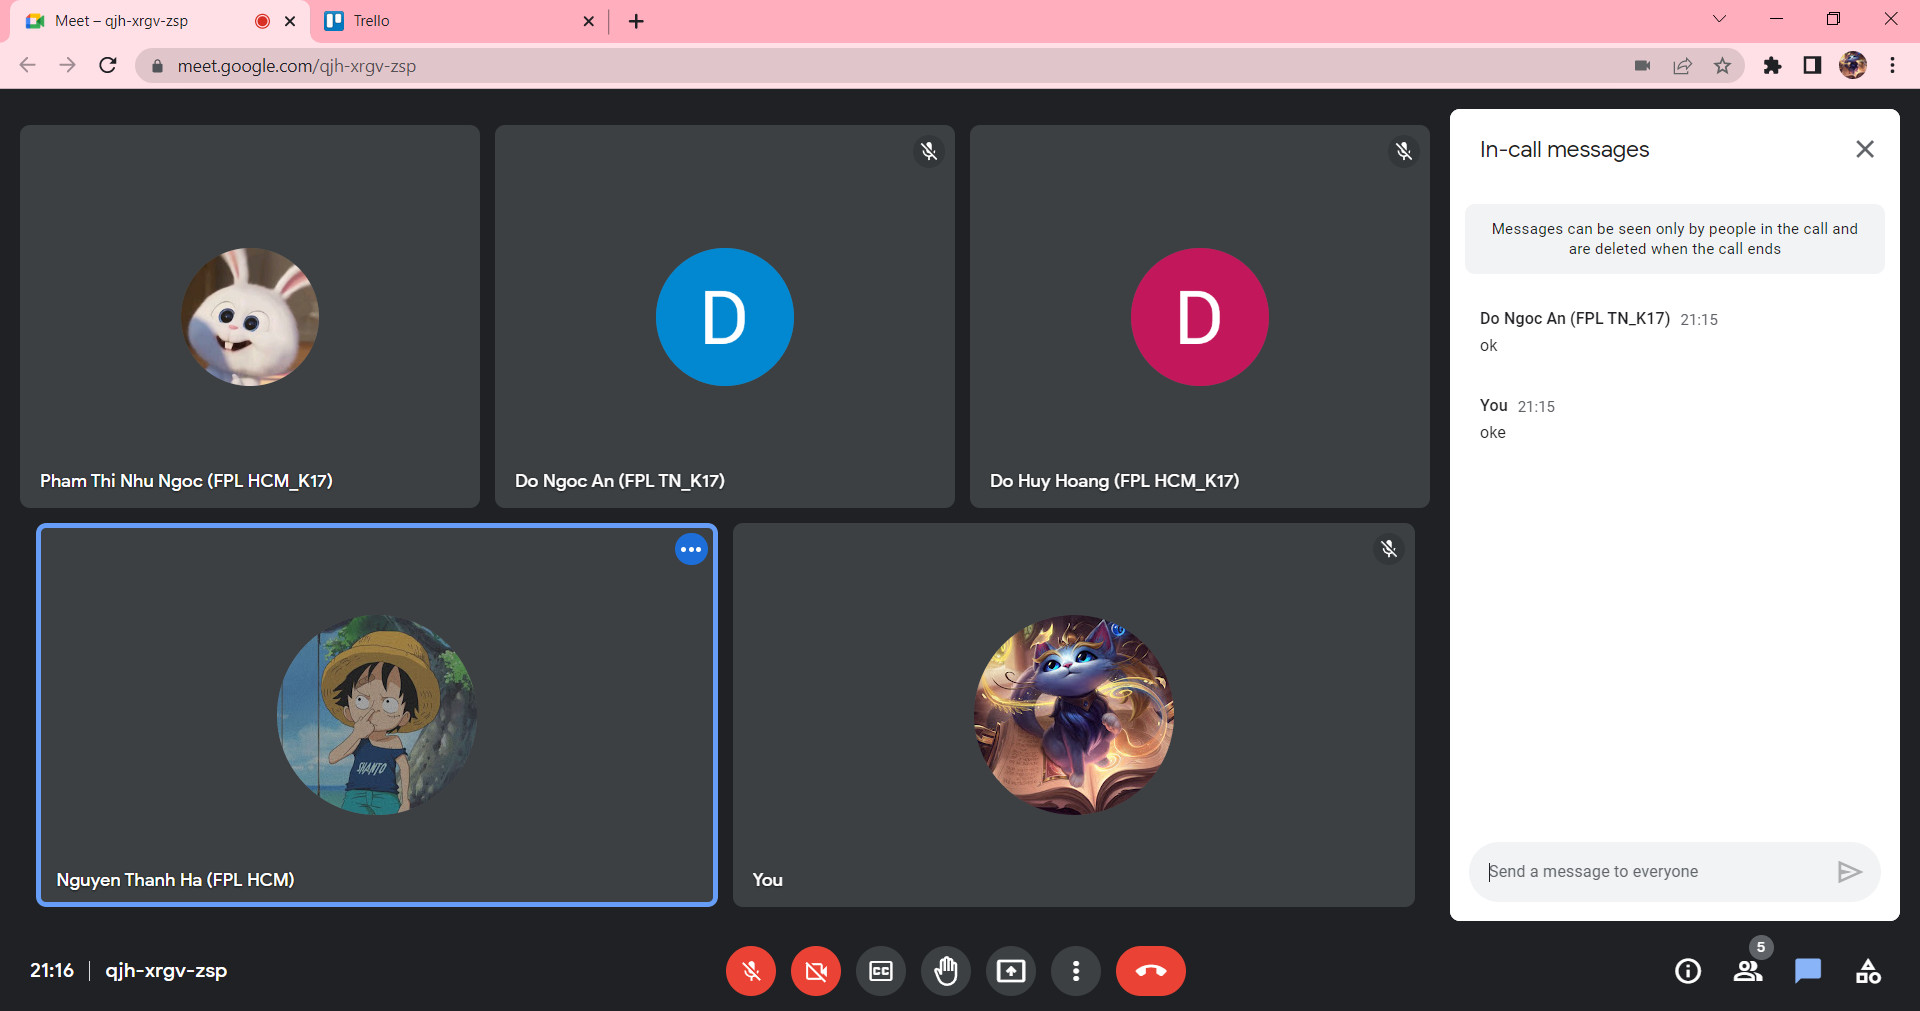 Meet – qjh-xrgv-zsp
Trello
meet.google.com/qjh-xrgv-zsp
Pham Thi Nhu Ngoc (FPL HCM_K17)
D
Do Ngoc An (FPL TN_K17)
D
Do Huy Hoang (FPL HCM_K17)
SHANTO
Nguyen Thanh Ha (FPL HCM)
You
In-call messages
Messages can be seen only by people in the call and
are deleted when the call ends
Do Ngoc An (FPL TN_K17) 21:15
ok
You 21:15
oke
Send a message to everyone
21:16 | qjh-xrgv-zsp
CC
5